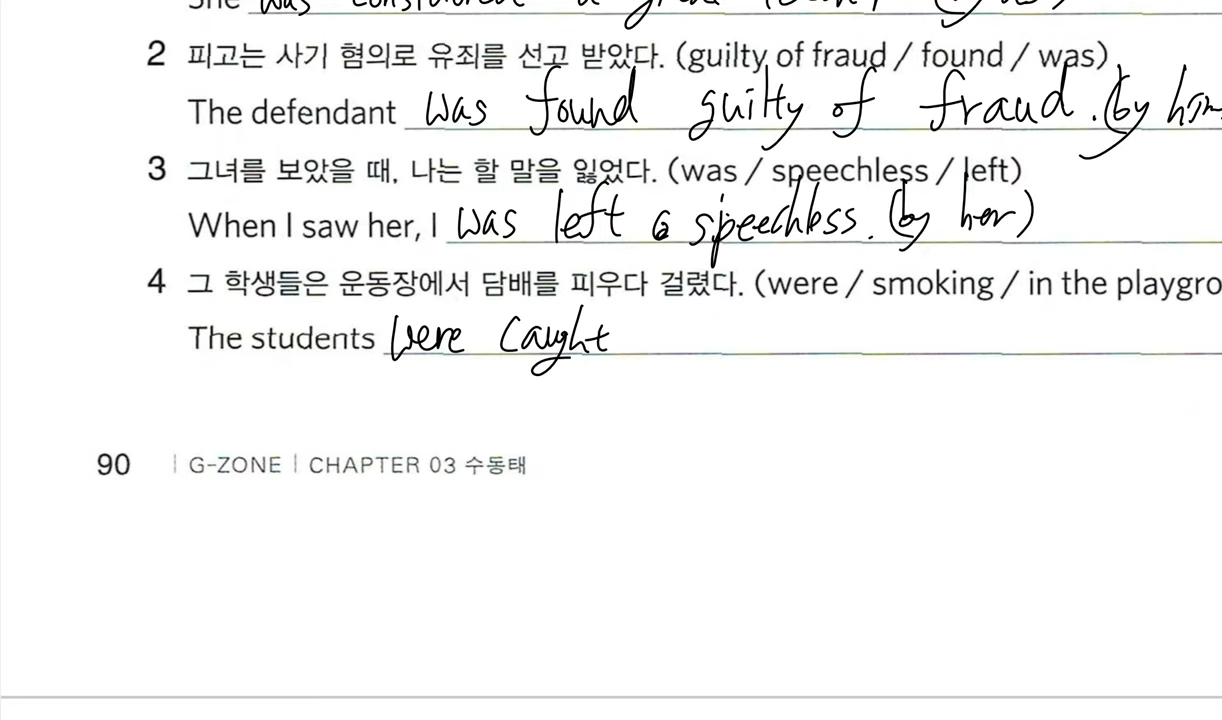 She was considered a great
2 피고는 사기 혐의로 유죄를 선고 받았다. (guilty of fraud / found / was)
The defendant was found guilty of fraud. (by him
3 그녀를 보았을 때, 나는 할 말을 잃었다. (was / speechless / left)
When I saw her, I was left a speechless. (by her)
4 그 학생들은 운동장에서 담배를 피우다 걸렸다. (were / smoking / in the playgro
The students were caught
90 | G-ZONE | CHAPTER 03 수동태